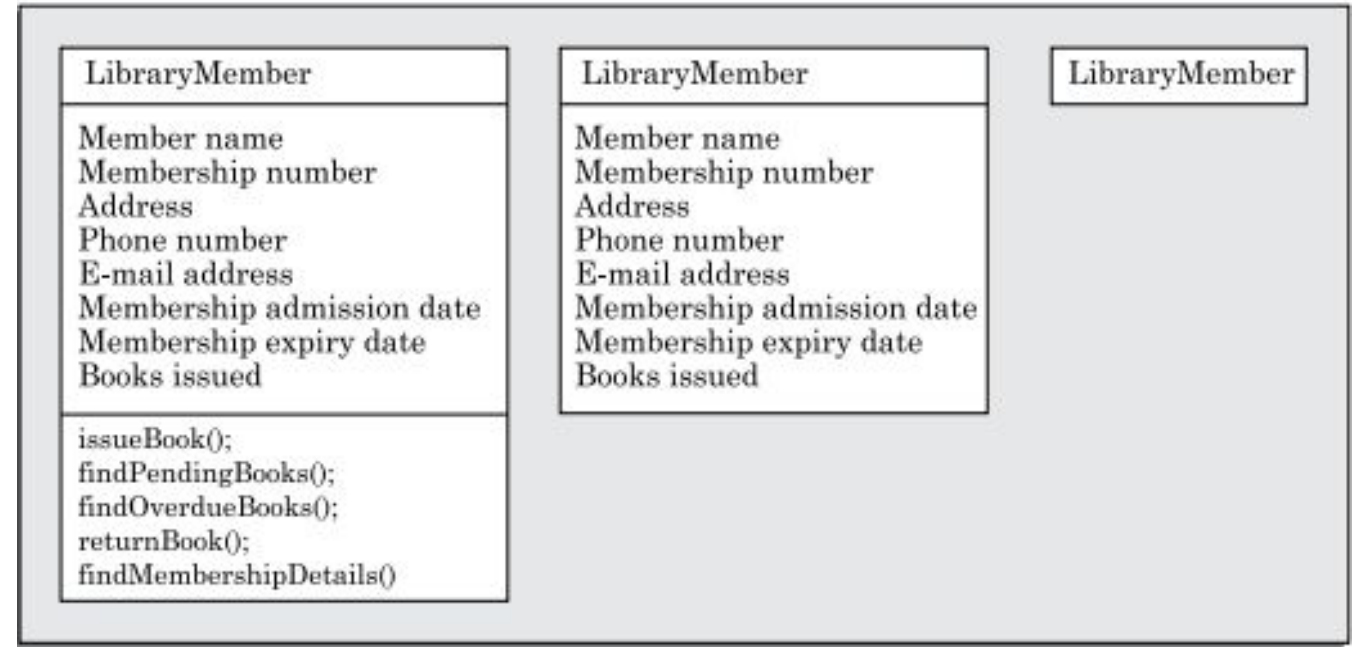 LibraryMember
Member name
Membership number
Address
Phone number
E-mail address
Membership admission date
Membership expiry date
Books issued
issueBook();
findPendingBooks();
findOverdueBooks();
returnBook();
findMembershipDetails()
LibraryMember
Member name
Membership number
Address
Phone number
E-mail address
Membership admission date
Membership expiry date
Books issued
LibraryMember